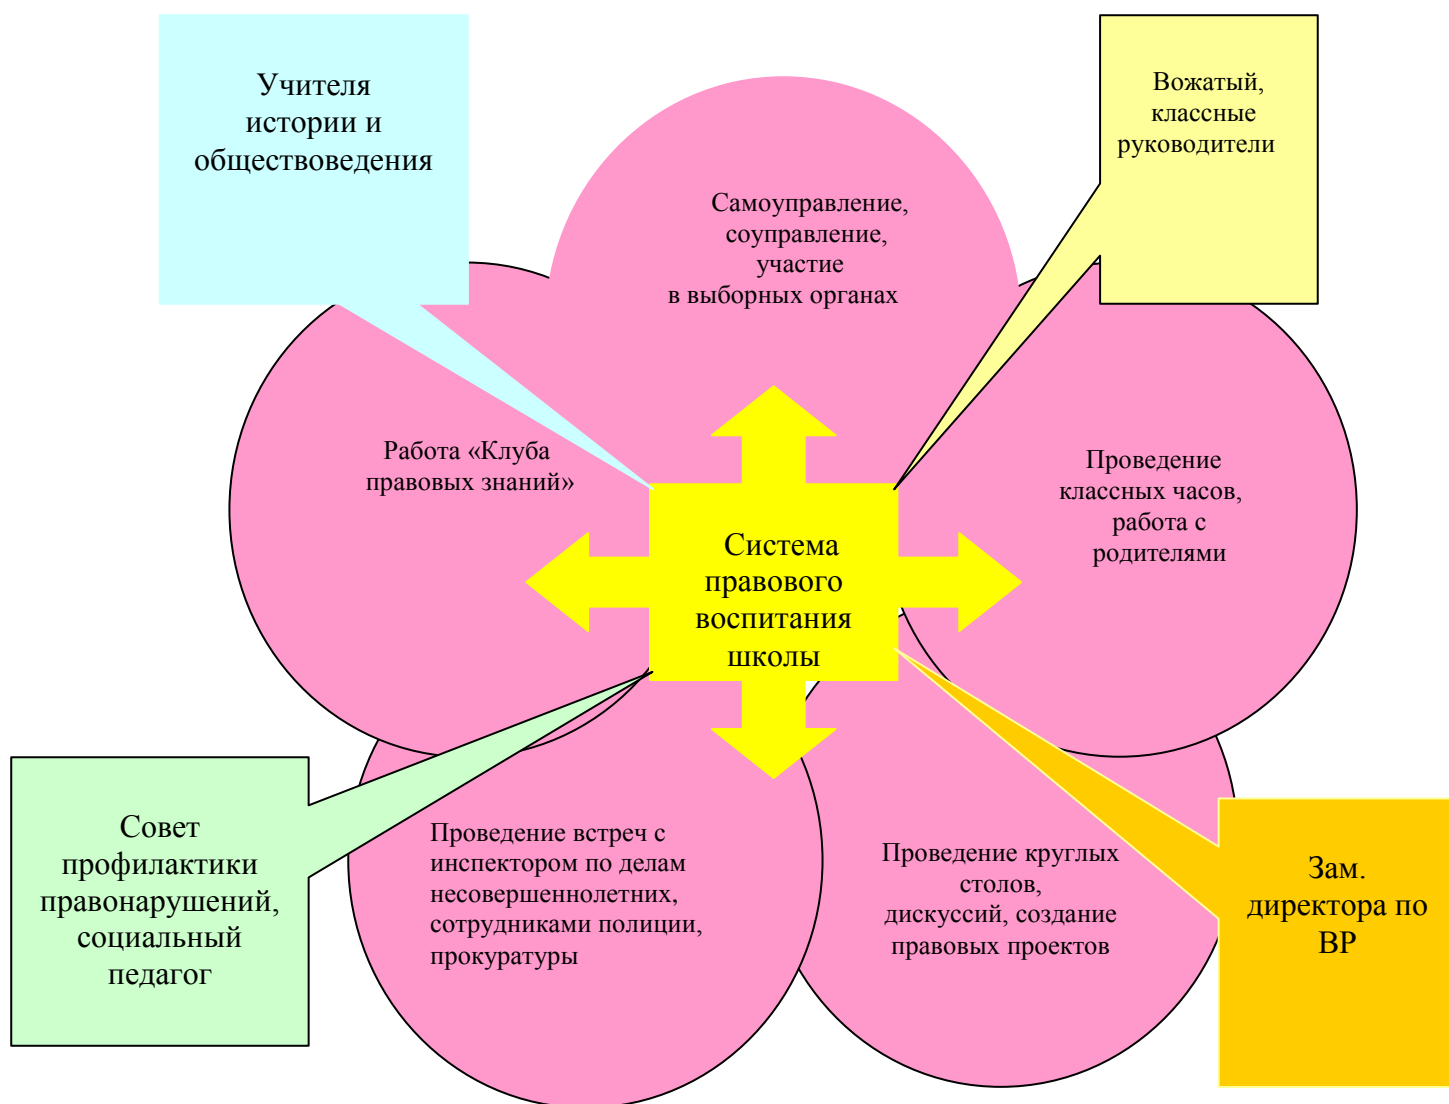 Учителя
истории и
обществоведения
Вожатый,
классные
руководители
Самоуправление,
соуправление,
участие
в выборных органах
Работа «Клуба
правовых знаний»
Проведение
классных часов,
работа с
родителями
Система
правового
воспитания
школы
Совет
профилактики
правонарушений,
социальный
педагог
Проведение встреч с
инспектором по делам
несовершеннолетних,
сотрудниками полиции,
прокуратуры
Проведение круглых
столов,
дискуссий, создание
правовых проектов
Зам.
директора по
ВР